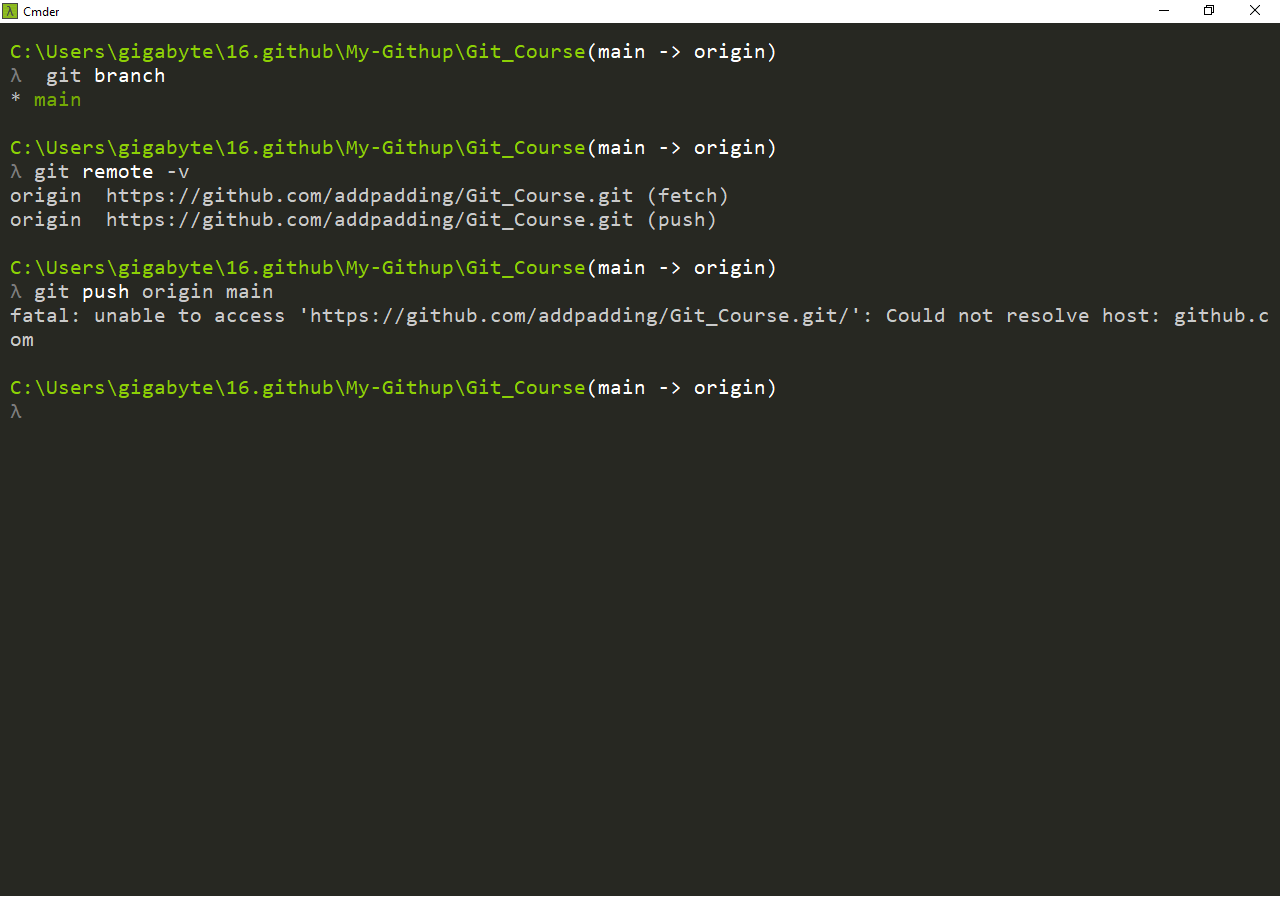 λ Cmder
C:\Users\gigabyte\16.github\My-Githup\Git_Course(main -> origin)
λ  git branch
* main
C:\Users\gigabyte\16.github\My-Githup\Git_Course(main -> origin)
λ git remote -v
origin  https://github.com/addpadding/Git_Course.git (fetch)
origin  https://github.com/addpadding/Git_Course.git (push)
C:\Users\gigabyte\16.github\My-Githup\Git_Course(main -> origin)
λ git push origin main
fatal: unable to access 'https://github.com/addpadding/Git_Course.git/': Could not resolve host: github.c
om
C:\Users\gigabyte\16.github\My-Githup\Git_Course(main -> origin)
λ